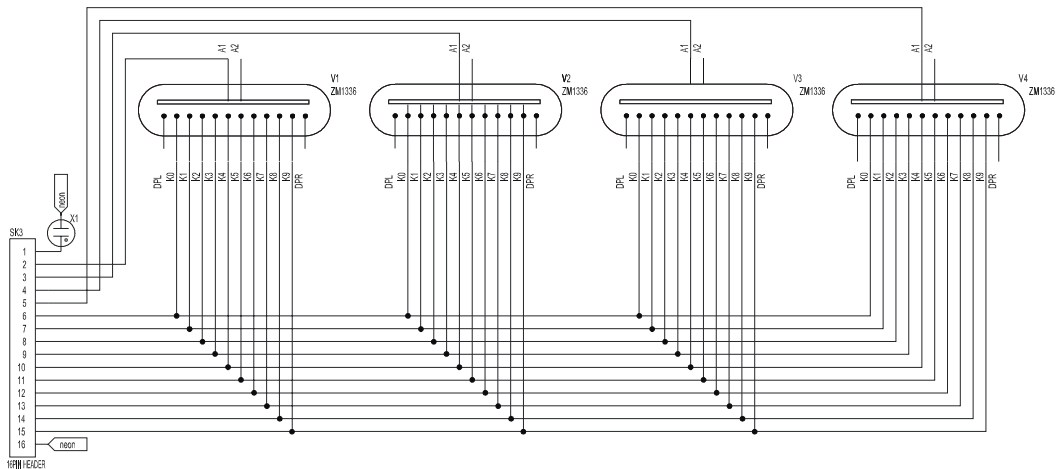 A1 A2 A1 A2 A1 A2 A1 A2
V1 V2 V3 V4
ZM1336 ZM1336 ZM1336 ZM1336
DPL K0 K1 K2 K3 K4 K5 K6 K7 K8 K9 DPR
DPL K0 K1 K2 K3 K4 K5 K6 K7 K8 K9 DPR
DPL K0 K1 K2 K3 K4 K5 K6 K7 K8 K9 DPR
DPL K0 K1 K2 K3 K4 K5 K6 K7 K8 K9 DPR
neon
X1
SK3
1
2
3
4
5
6
7
8
9
10
11
12
13
14
15
16 neon
16PIN HEADER